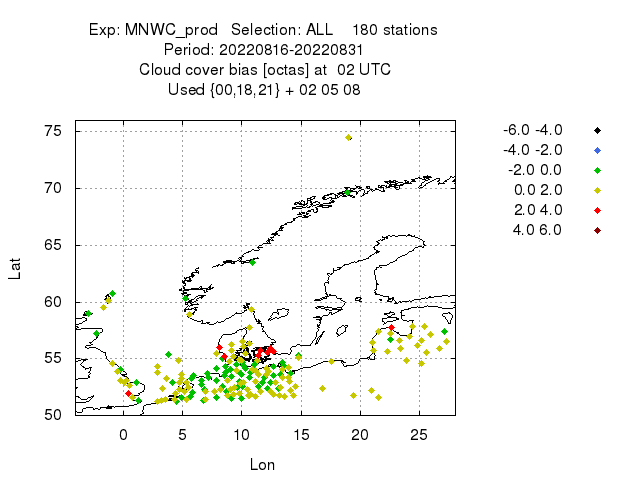 Exp: MNWC_prod   Selection: ALL    180 stations
Period: 20220816-20220831
Cloud cover bias [octas] at  02 UTC
Used {00,18,21} + 02 05 08
-6.0 -4.0
-4.0 -2.0
-2.0 0.0
0.0 2.0
2.0 4.0
4.0 6.0
75
70
65
60
55
50
Lat
0 5 10 15 20 25
Lon